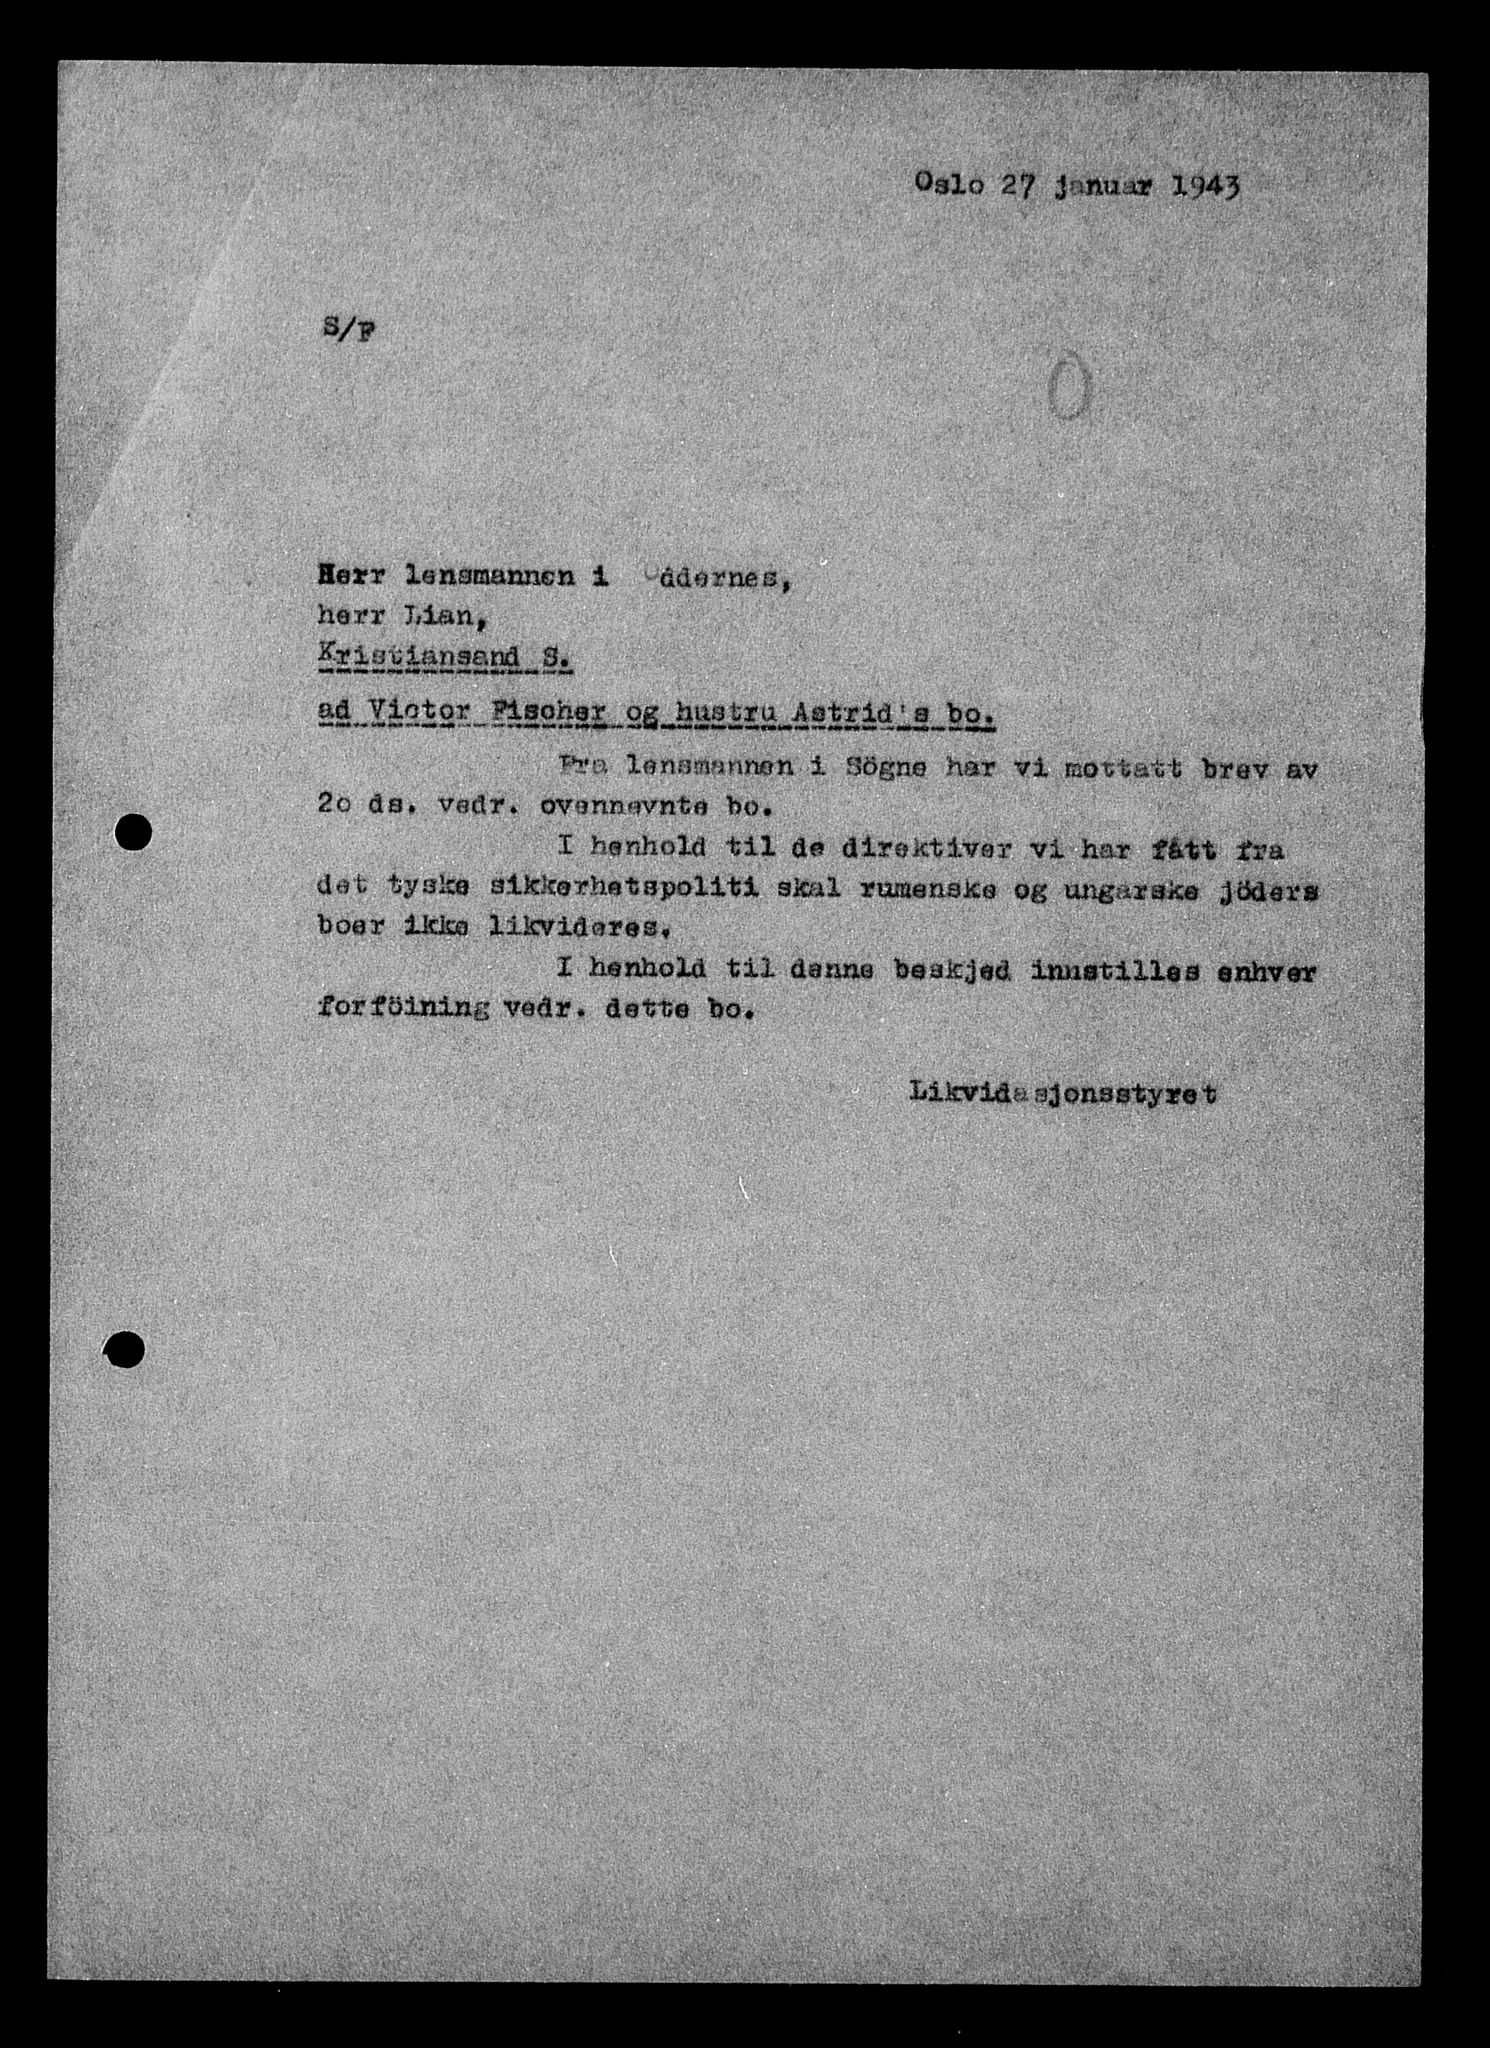 Oslo 27 januar 1943
S/F
O
Herr lensmannen i Oddernes,
herr Lian,
Kristiansand S.
ad Victor Fischer og hustru Astrid's bo.
Fra lensmannen i Sögne har vi mottatt brev av
2o ds. vedr. ovennevnte bo.
I henhold til de direktiver vi har fått fra
det tyske sikkerhetspoliti skal rumenske og ungarske jöders
boer ikke likvideres.
I henhold til denne beskjed innstilles enhver
forföining vedr. dette bo.
Likvidasjonsstyret